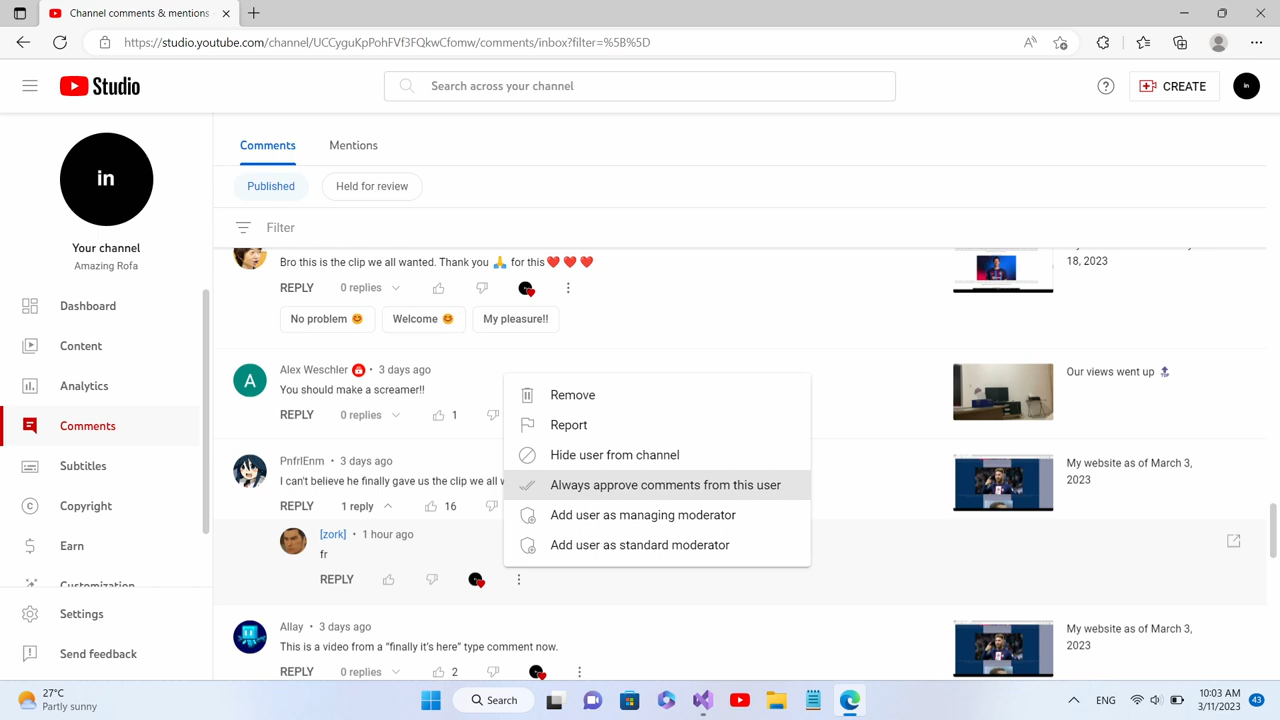 Channel comments & mentions
https://studio.youtube.com/channel/UCCyguKpPohFVf3FQkwCfomw/comments/inbox?filter=%5B%5D
Studio
Search across your channel
CREATE
in
in
Your channel
Amazing Rofa
Dashboard
Content
Analytics
Comments
Subtitles
Copyright
Earn
Customization
Settings
Send feedback
Comments
Mentions
Published
Held for review
Filter
Bro this is the clip we all wanted. Thank you 🙏 for this❤️❤️❤️
18, 2023
REPLY
0 replies
No problem 😊
Welcome 😊
My pleasure!!
Alex Weschler • 3 days ago
A
You should make a screamer!!
REPLY
0 replies
1
Our views went up
PnfrlEnm • 3 days ago
I can't believe he finally gave us the clip we all
REPLY
1 reply
16
My website as of March 3,
2023
Remove
Report
Hide user from channel
Always approve comments from this user
Add user as managing moderator
Add user as standard moderator
[zork] • 1 hour ago
fr
REPLY
Allay • 3 days ago
This is a video from a “finally it’s here” type comment now.
REPLY
0 replies
2
My website as of March 3,
2023
27°C
Partly sunny
Search
ENG
10:03 AM
3/11/2023
43